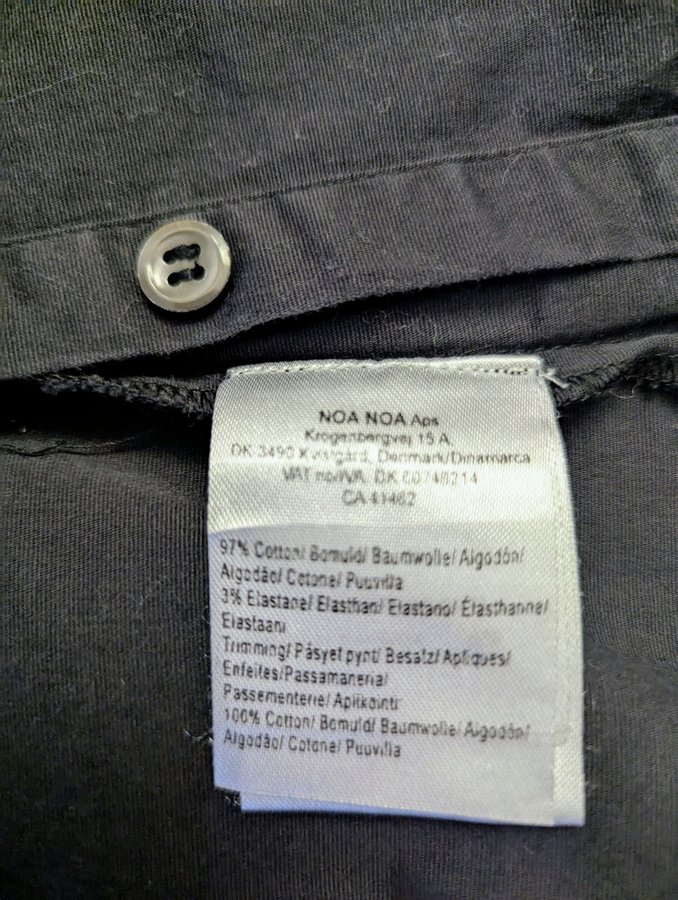 NOA NOA Aps
Krogenbergvej 15 A
DK 3490 Kvistgård, Denmark/Dinamarca
VAT no/IVA. DK 60746214
CA 41462
97% Cotton/ Bomuld/ Baumwolle/ Algodón/
Algodão/ Cotone/ Puuvilla
3% Elastane/ Elasthan/ Elastano/ Élasthanne/
Elastaani
Trimming/ Påsyet pynt/ Besatz/ Apliques/
Enfeites/Passamaneria/
Passementerie/ Aplikointi
100% Cotton/ Bomuld/ Baumwolle/ Algodón/
Algodão/ Cotone/ Puuvilla